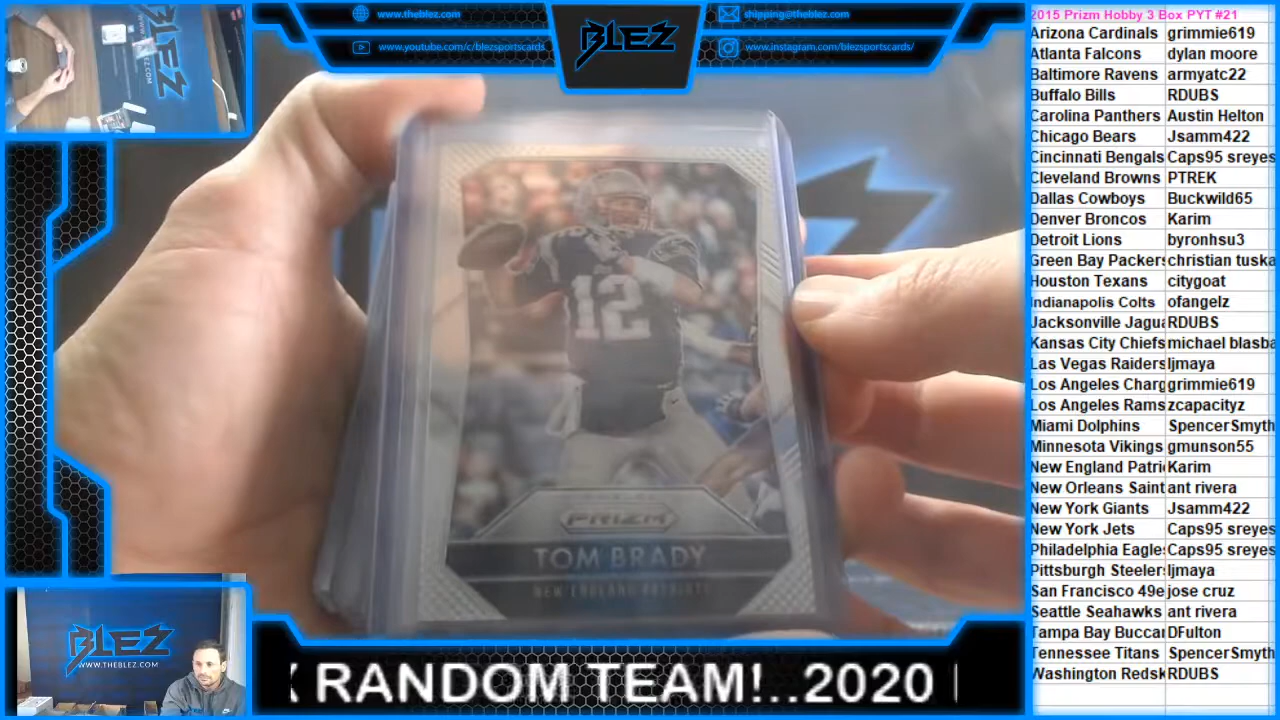 www.theblez.com
www.youtube.com/c/blezsportscards
BLEZ
shipping@theblez.com
www.instagram.com/blezsportscards/
12
PRIZM
TOM BRADY
NEW ENGLAND PATRIOTS
BLEZ
WWW.THEBLEZ.COM
X RANDOM TEAM!..2020
2015 Prizm Hobby 3 Box PYT #21
Arizona Cardinals grimmie619
Atlanta Falcons dylan moore
Baltimore Ravens armyatc22
Buffalo Bills RDUBS
Carolina Panthers Austin Helton
Chicago Bears Jsamm422
Cincinnati Bengals Caps95 sreyes
Cleveland Browns PTREK
Dallas Cowboys Buckwild65
Denver Broncos Karim
Detroit Lions byronhsu3
Green Bay Packers christian tuska
Houston Texans citygoat
Indianapolis Colts ofangelz
Jacksonville Jagua RDUBS
Kansas City Chiefs michael blasba
Las Vegas Raiders ljmaya
Los Angeles Charg grimmie619
Los Angeles Rams zcapacityz
Miami Dolphins SpencerSmyth
Minnesota Vikings gmunson55
New England Patri Karim
New Orleans Saint ant rivera
New York Giants Jsamm422
New York Jets Caps95 sreyes
Philadelphia Eagle Caps95 sreyes
Pittsburgh Steeler ljmaya
San Francisco 49e jose cruz
Seattle Seahawks ant rivera
Tampa Bay Buccar DFulton
Tennessee Titans SpencerSmyth
Washington Redsk RDUBS